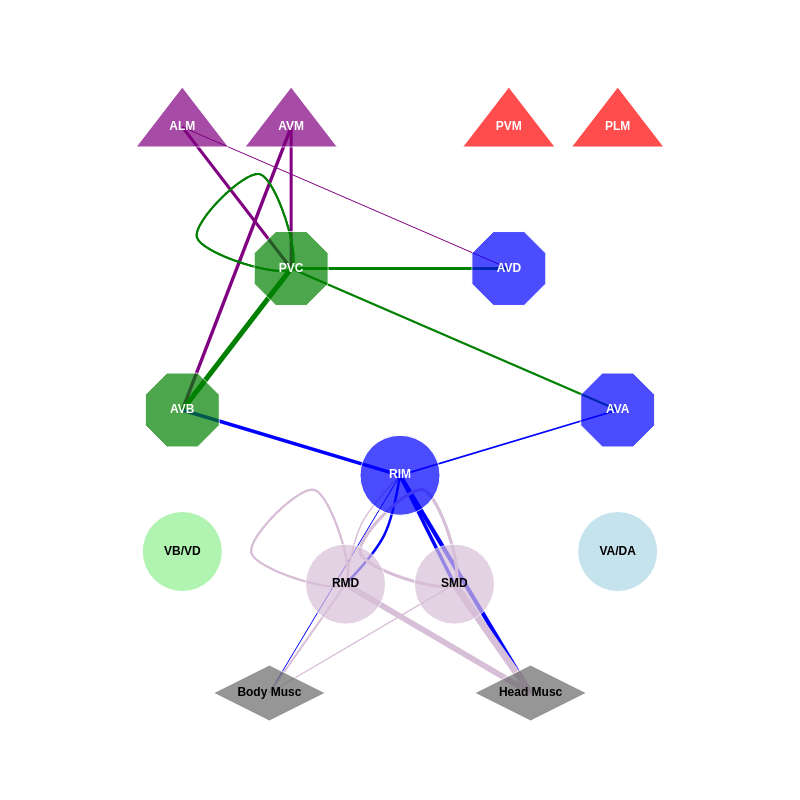 ALM
AVM
PVM
PLM
PVC
AVD
AVB
AVA
RIM
VB/VD
VA/DA
RMD
SMD
Body Musc
Head Musc